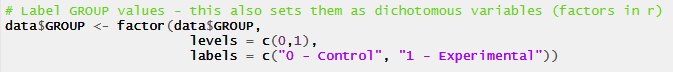 # Label GROUP values - this also sets them as dichotomous variables (factors in r)
data$GROUP <- factor(data$GROUP,
levels = c(0,1),
labels = c("0 - Control", "1 - Experimental"))